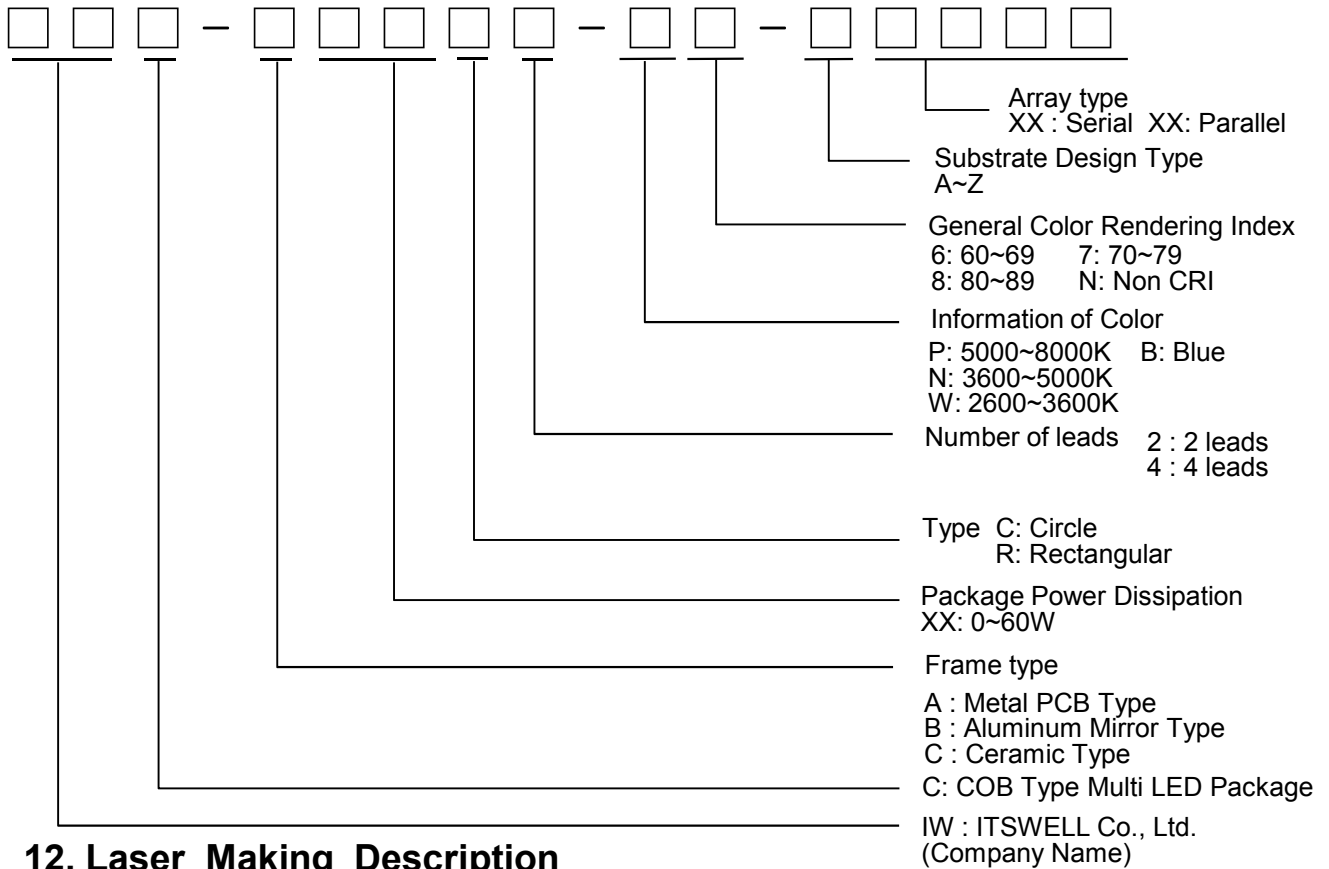 Array type
XX : Serial XX: Parallel
Substrate Design Type
A~Z
General Color Rendering Index
6: 60~69 7: 70~79
8: 80~89 N: Non CRI
Information of Color
P: 5000~8000K B: Blue
N: 3600~5000K
W: 2600~3600K
Number of leads 2 : 2 leads
4 : 4 leads
Type C: Circle
R: Rectangular
Package Power Dissipation
XX: 0~60W
Frame type
A : Metal PCB Type
B : Aluminum Mirror Type
C : Ceramic Type
C: COB Type Multi LED Package
IW : ITSWELL Co., Ltd.
(Company Name)
12. Laser Making Description